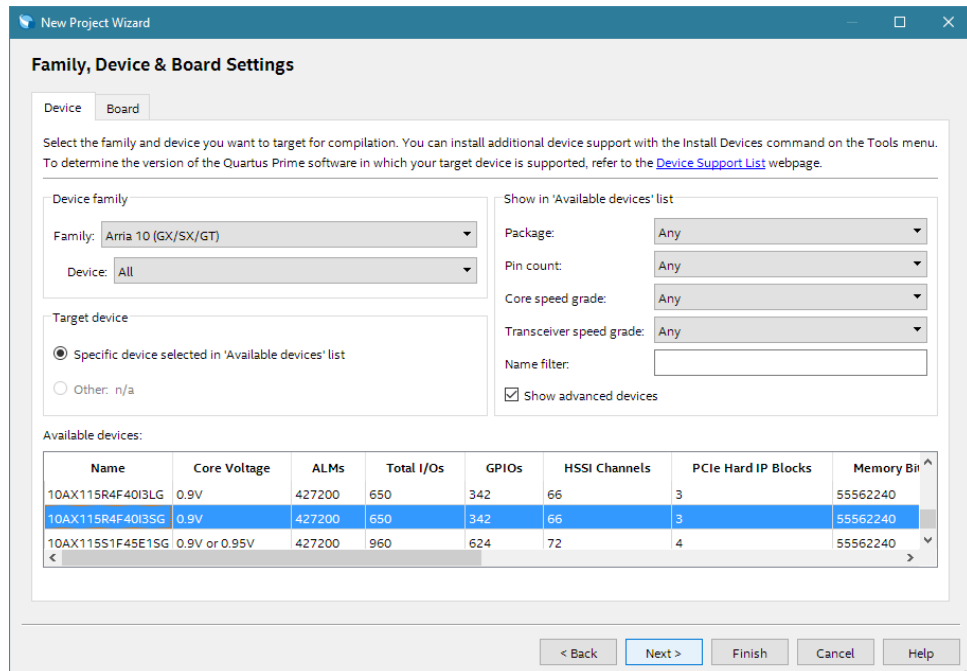 New Project Wizard
Family, Device & Board Settings
Device Board
Select the family and device you want to target for compilation. You can install additional device support with the Install Devices command on the Tools menu.
To determine the version of the Quartus Prime software in which your target device is supported, refer to the Device Support List webpage.
Device family
Family: Arria 10 (GX/SX/GT)
Device: All
Target device
Specific device selected in 'Available devices' list
Other: n/a
Show in 'Available devices' list
Package: Any
Pin count: Any
Core speed grade: Any
Transceiver speed grade: Any
Name filter:
Show advanced devices
Available devices:
Name Core Voltage ALMs Total I/Os GPIOs HSSI Channels PCIe Hard IP Blocks Memory Bit
10AX115R4F40I3LG 0.9V 427200 650 342 66 3 55562240
10AX115R4F40I3SG 0.9V 427200 650 342 66 3 55562240
10AX115S1F45E1SG 0.9V or 0.95V 427200 960 624 72 4 55562240
< Back Next > Finish Cancel Help